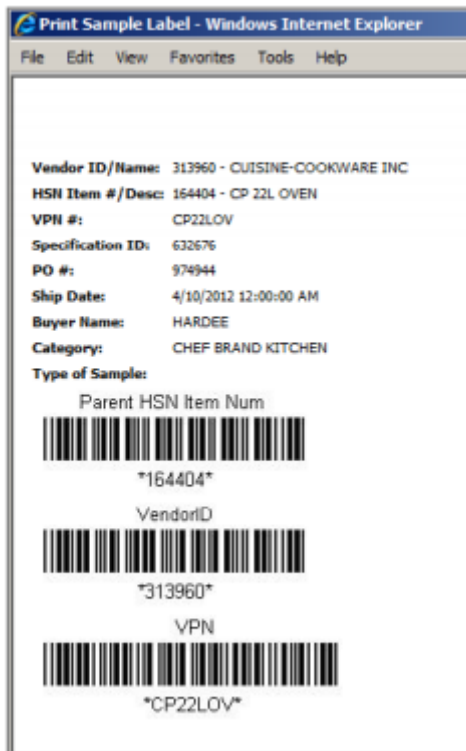 Print Sample Label - Windows Internet Explorer
File Edit View Favorites Tools Help
Vendor ID/Name: 313960 - CUISINE-COOKWARE INC
HSN Item #/Desc: 164404 - CP 22L OVEN
VPN #: CP22LOV
Specification ID: 632676
PO #: 974944
Ship Date: 4/10/2012 12:00:00 AM
Buyer Name: HARDEE
Category: CHEF BRAND KITCHEN
Type of Sample:
Parent HSN Item Num
*164404*
VendorID
*313960*
VPN
*CP22LOV*